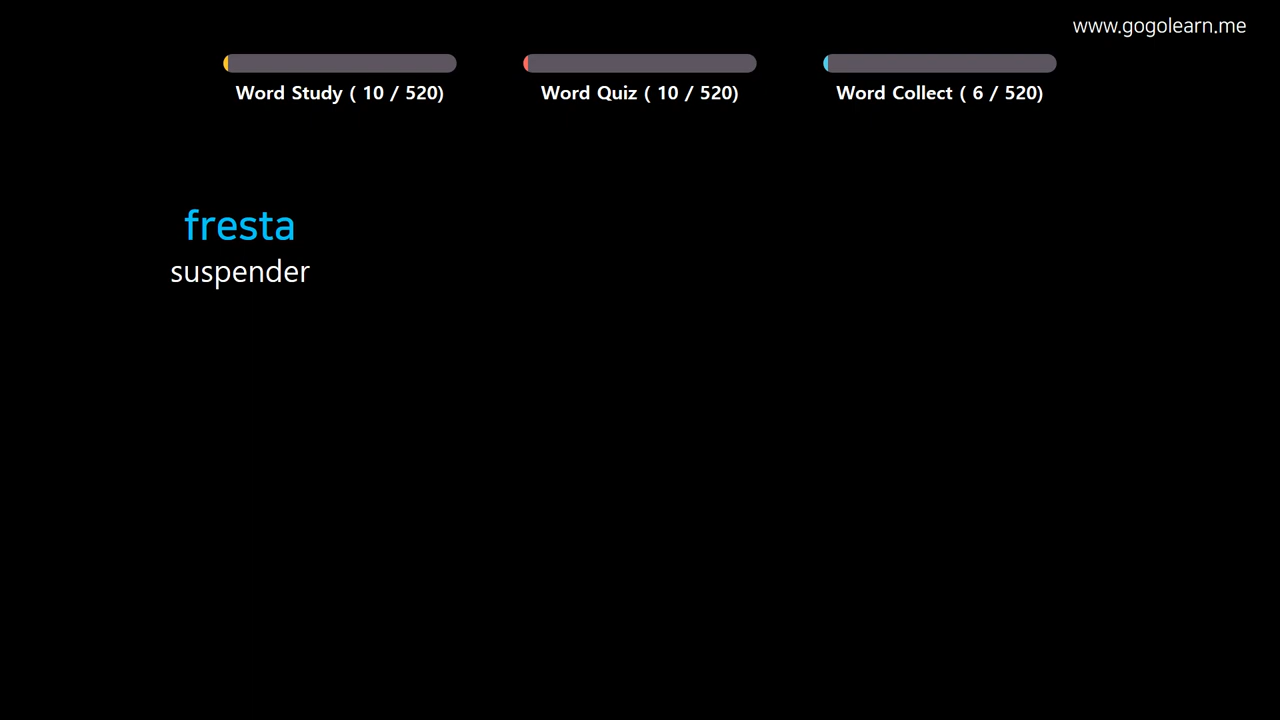 www.gogolearn.me
Word Study ( 10 / 520)
Word Quiz ( 10 / 520)
Word Collect ( 6 / 520)
fresta
suspender